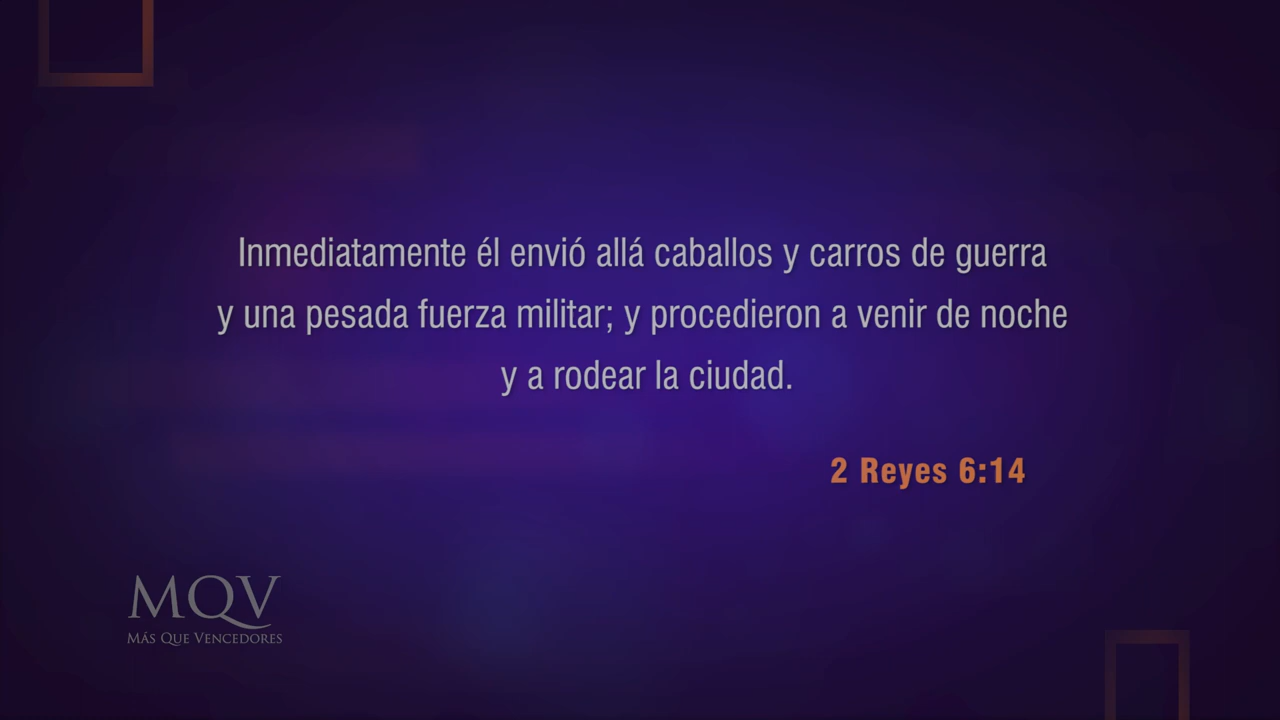 Inmediatamente él envió allá caballos y carros de guerra
y una pesada fuerza militar; y procedieron a venir de noche
y a rodear la ciudad.
2 Reyes 6:14
MQV
MÁS QUE VENCEDORES